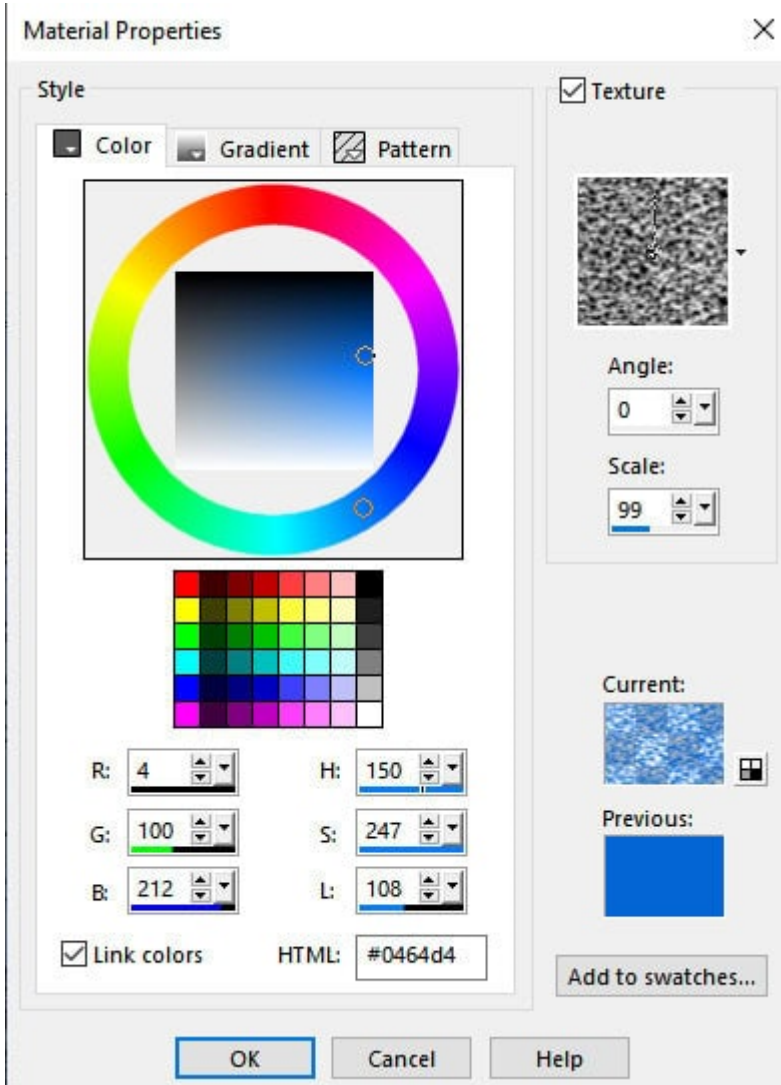 Material Properties
Style
Texture
Color Gradient Pattern
Angle:
0
Scale:
99
Current:
R: 4 H: 150
Previous:
G: 100 S: 247
B: 212 L: 108
Link colors HTML: #0464d4
Add to swatches...
OK Cancel Help